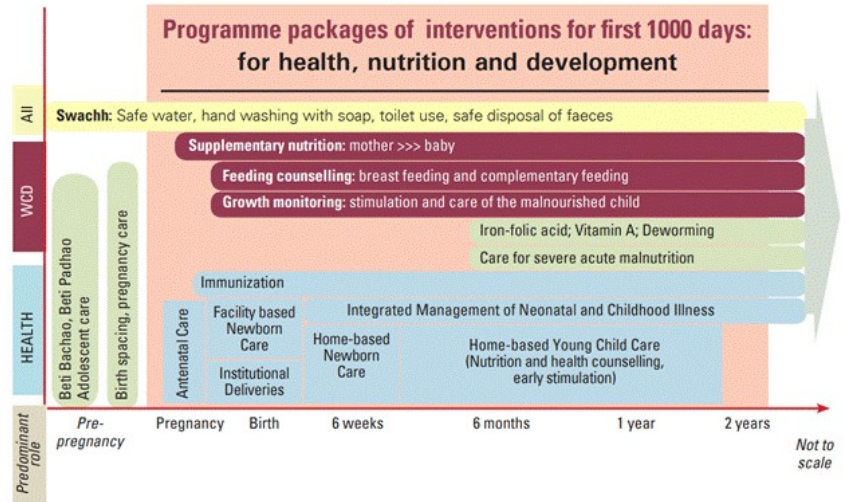 Programme packages of interventions for first 1000 days:
for health, nutrition and development
All
Swachh: Safe water, hand washing with soap, toilet use, safe disposal of faeces
WCD
Supplementary nutrition: mother >>> baby
Feeding counselling: breast feeding and complementary feeding
Growth monitoring: stimulation and care of the malnourished child
Iron-folic acid; Vitamin A; Deworming
Care for severe acute malnutrition
HEALTH
Beti Bachao, Beti Padhao
Adolescent care
Birth spacing, pregnancy care
Immunization
Antenatal Care
Facility based
Newborn
Care
Institutional
Deliveries
Integrated Management of Neonatal and Childhood Illness
Home-based
Newborn
Care
Home-based Young Child Care
(Nutrition and health counselling,
early stimulation)
Predominant
role
Pre-
pregnancy
Pregnancy
Birth
6 weeks
6 months
1 year
2 years
Not to
scale